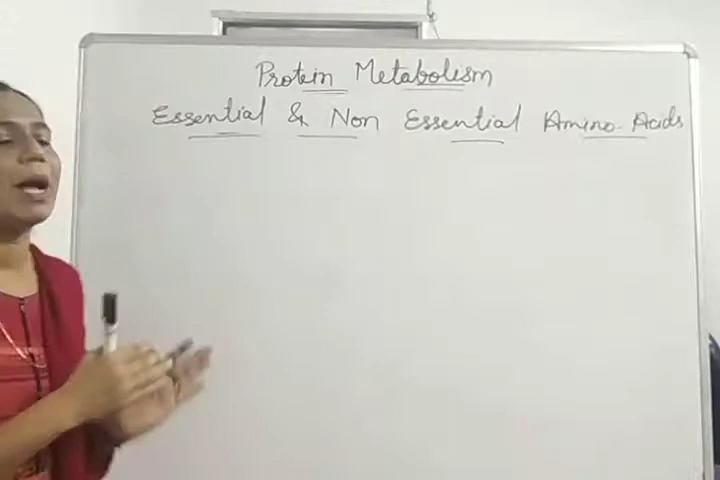 Protein Metabolism
Essential & Non Essential Amino Acids